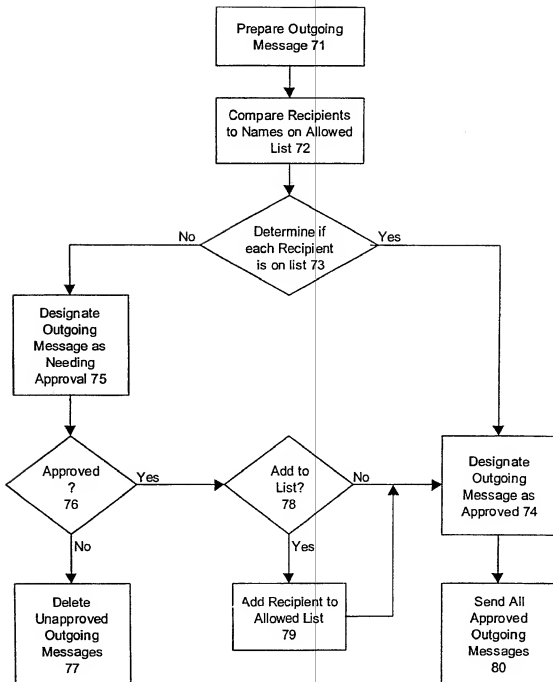 Prepare Outgoing
Message 71
Compare Recipients
to Names on Allowed
List 72
Determine if
each Recipient
is on list 73
No
Yes
Designate
Outgoing
Message as
Needing
Approval 75
Approved
?
76
Yes
No
Add to
List?
78
No
Yes
Designate
Outgoing
Message as
Approved 74
Delete
Unapproved
Outgoing
Messages
77
Add Recipient to
Allowed List
79
Send All
Approved
Outgoing
Messages
80